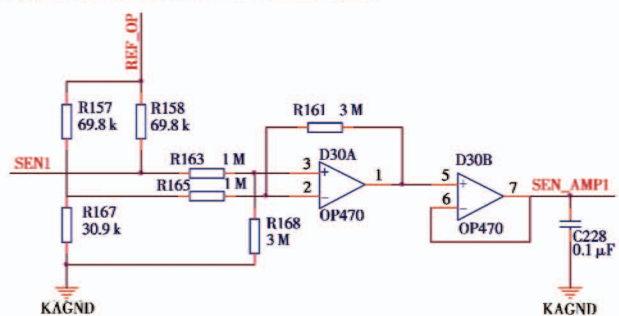 REF_OP
R157
69.8 k
R158
69.8 k
R161 3 M
SEN1
R163 1 M
R165 1 M
D30A
3
+
2
−
1
OP470
D30B
5
+
6
−
7
OP470
SEN_AMP1
R167
30.9 k
R168
3 M
C228
0.1 μF
KAGND
KAGND